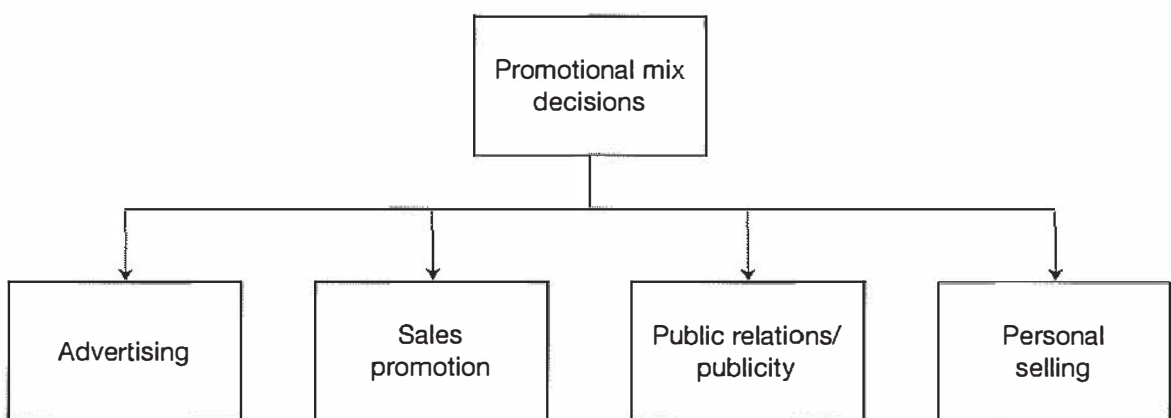 Promotional mix
decisions
Advertising
Sales
promotion
Public relations/
publicity
Personal
selling